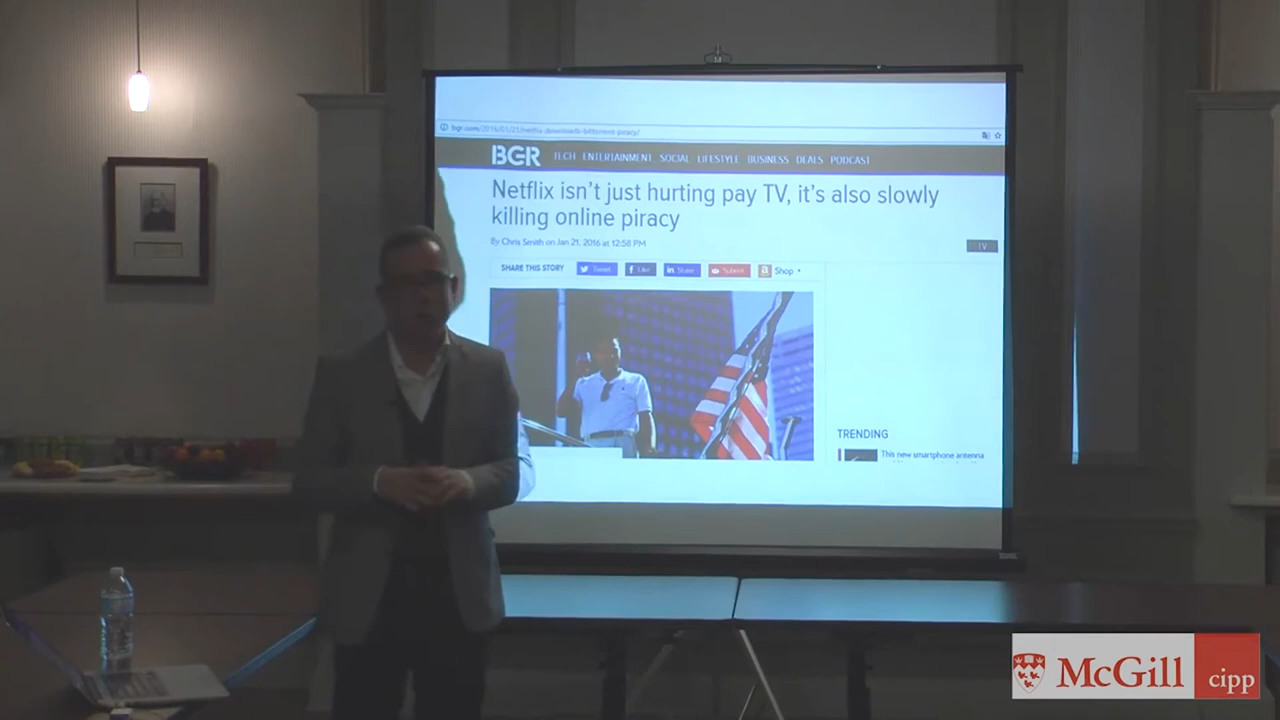 bgr.com/2016/01/21/netflix-downloads-bittorrent-piracy/
BGR TECH ENTERTAINMENT SOCIAL LIFESTYLE BUSINESS DEALS PODCAST
Netflix isn't just hurting pay TV, it's also slowly
killing online piracy
By Chris Smith on Jan 21, 2016 at 12:58 PM
TV
SHARE THIS STORY Tweet Like Share Submit Shop
TRENDING
This new smartphone antenna
McGill cipp